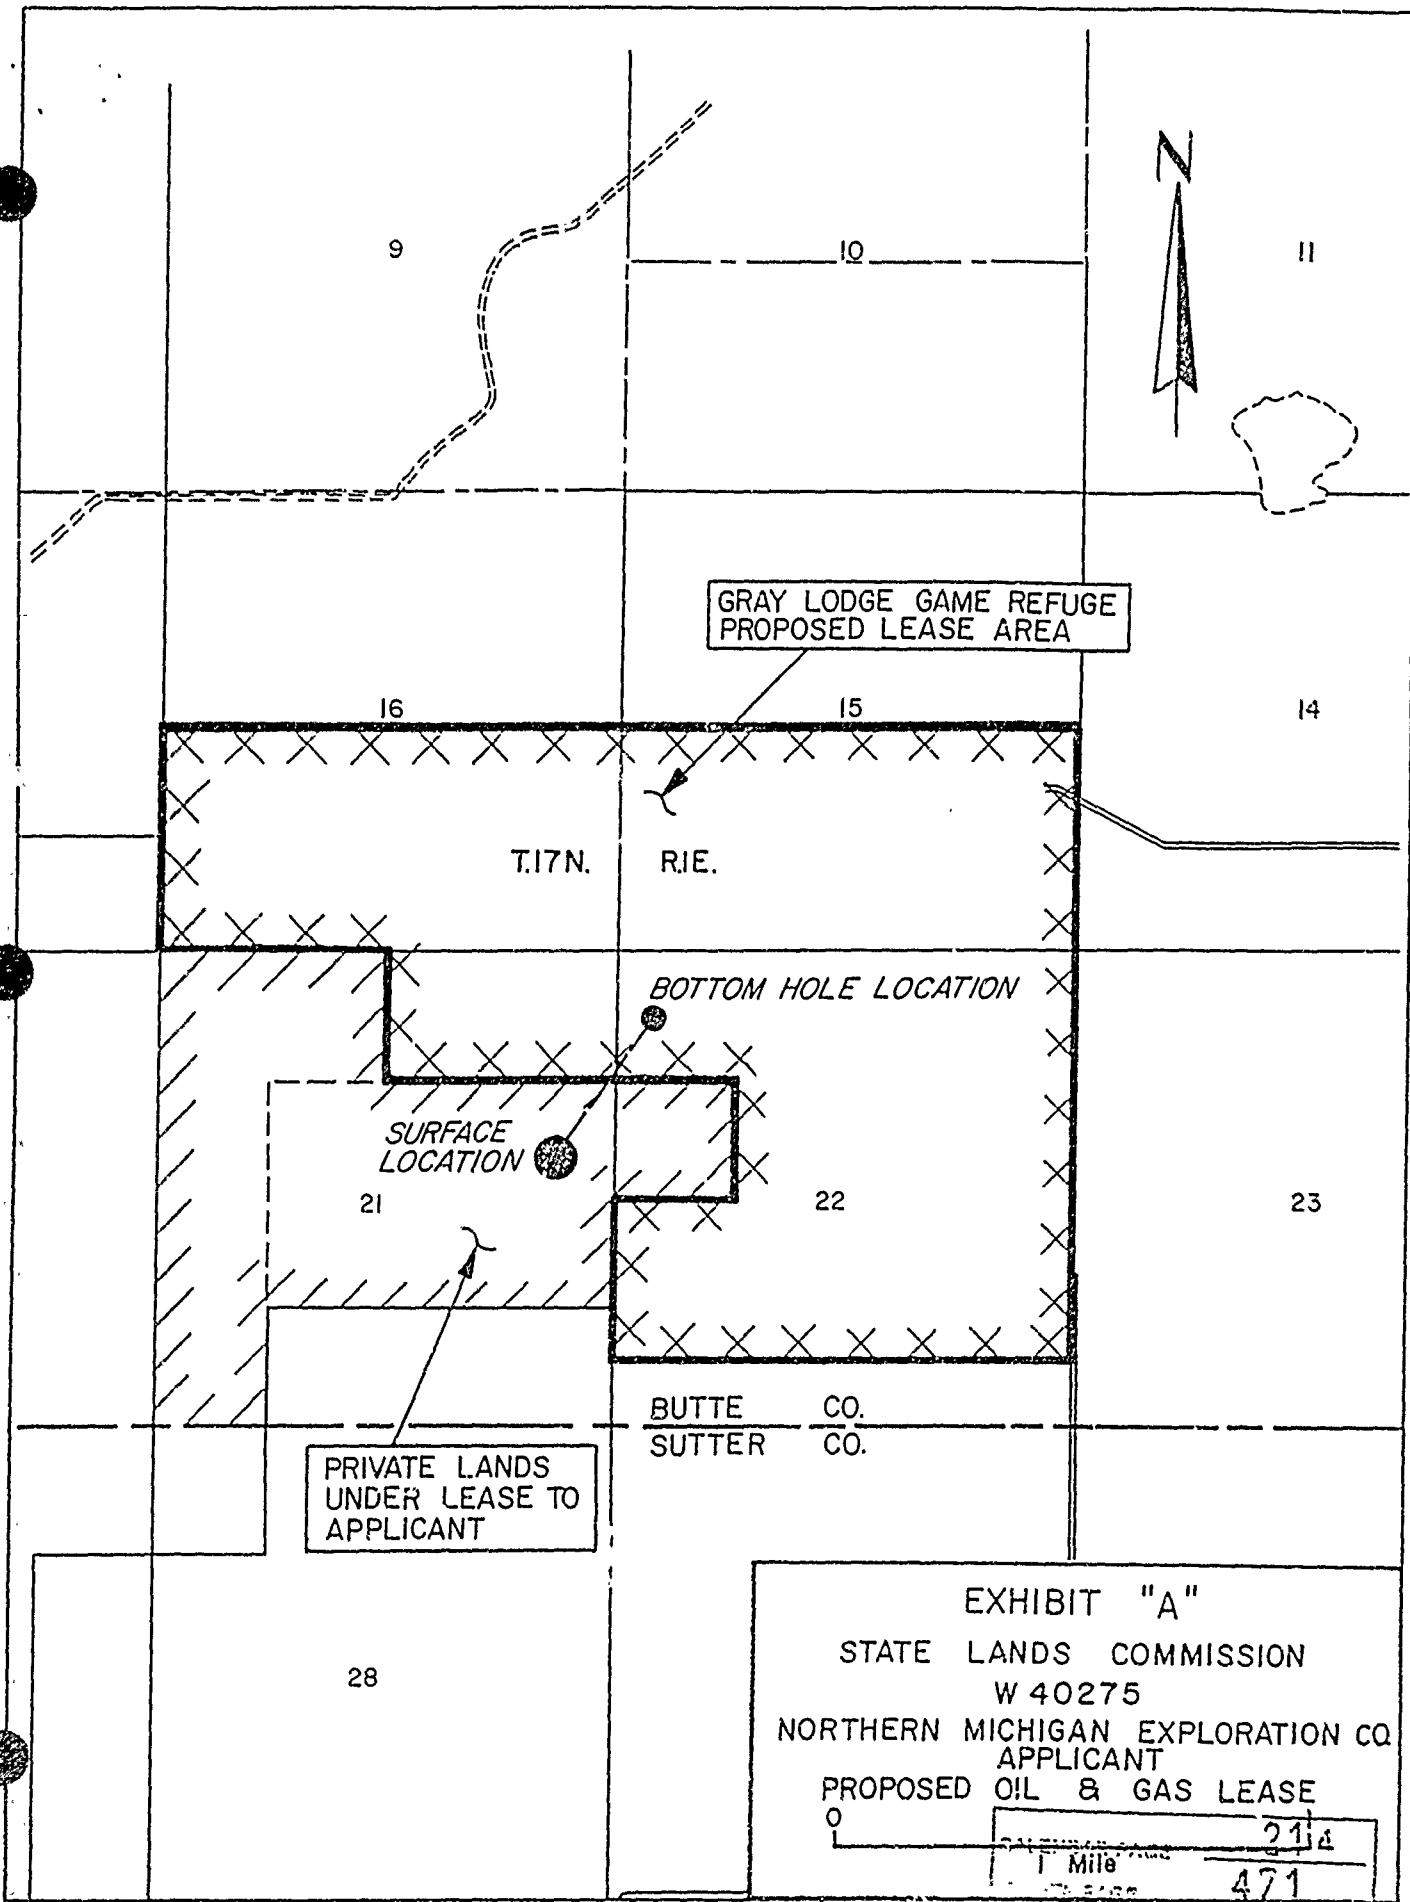 N
9
10
11
GRAY LODGE GAME REFUGE
PROPOSED LEASE AREA
16
15
14
T.17N. R.1E.
BOTTOM HOLE LOCATION
SURFACE
LOCATION
21
22
23
BUTTE CO.
SUTTER CO.
PRIVATE LANDS
UNDER LEASE TO
APPLICANT
28
EXHIBIT "A"
STATE LANDS COMMISSION
W 40275
NORTHERN MICHIGAN EXPLORATION CO
APPLICANT
PROPOSED OIL & GAS LEASE
0
1 Mile
214
471